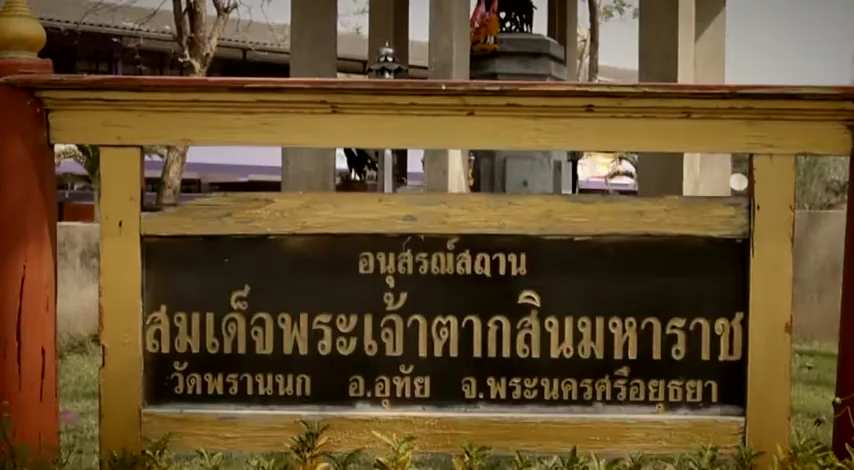 อนุสรณ์สถาน
สมเด็จพระเจ้าตากสินมหาราช
วัดพรานนก อ.อุทัย จ.พระนครศรีอยุธยา